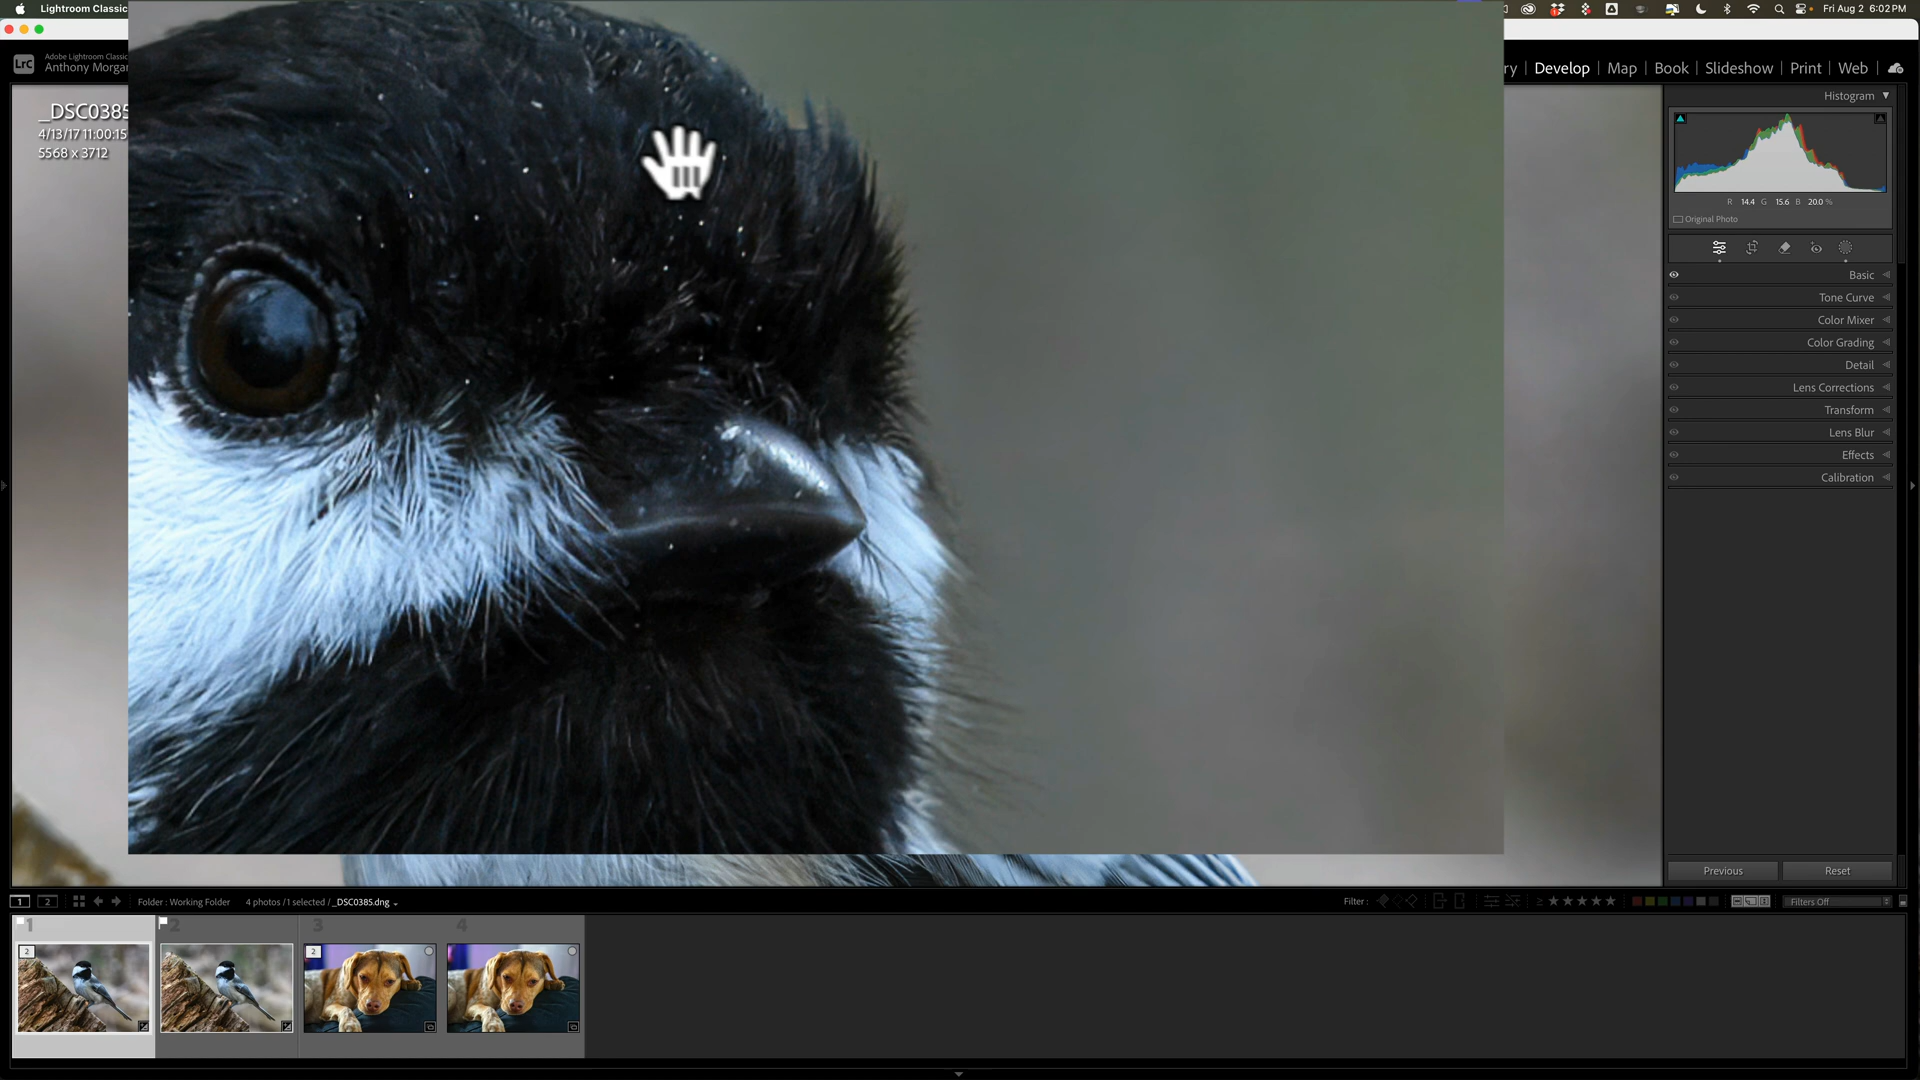 Lightroom Classic
Fri Aug 2 6:02 PM
LrC
Adobe Lightroom Classic
Anthony Morgan
ry | Develop | Map | Book | Slideshow | Print | Web |
_DSC0385
4/13/17 11:00:15
5568 x 3712
Histogram
R 14.4 G 15.6 B 20.0 %
Original Photo
Basic
Tone Curve
Color Mixer
Color Grading
Detail
Lens Corrections
Transform
Lens Blur
Effects
Calibration
Previous
Reset
1 2
Folder : Working Folder
4 photos / 1 selected / _DSC0385.dng
Filter :
Filters Off
1 2 3 4
2 2